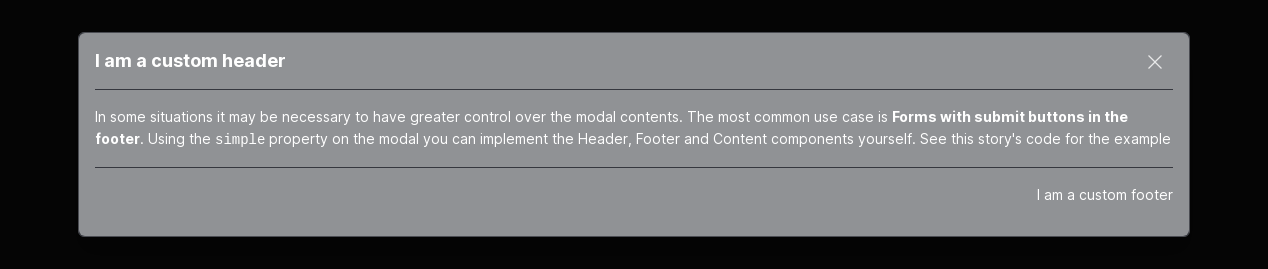 I am a custom header
In some situations it may be necessary to have greater control over the modal contents. The most common use case is Forms with submit buttons in the
footer. Using the simple property on the modal you can implement the Header, Footer and Content components yourself. See this story's code for the example
I am a custom footer